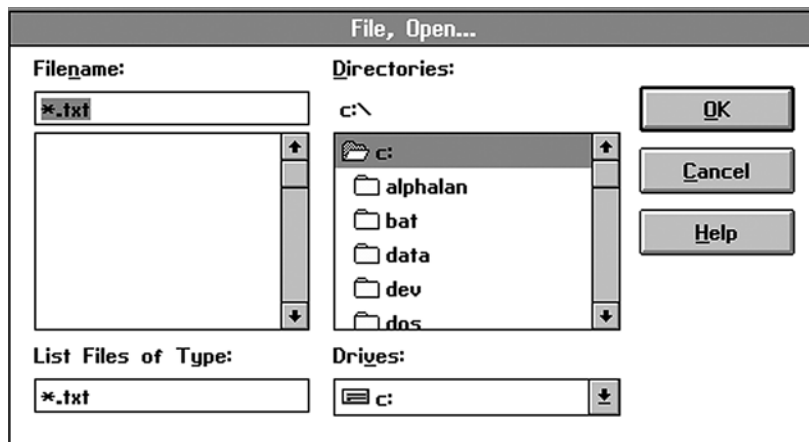 File, Open...
Filename:
*.txt
Directories:
c:\
c:
alphalan
bat
data
dev
dos
OK
Cancel
Help
List Files of Type:
*.txt
Drives:
c: